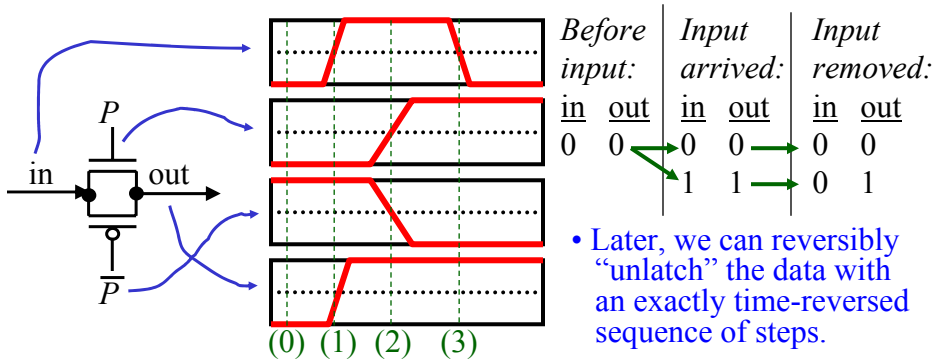 P
in
out
P̅
(0) (1) (2) (3)
Before input:
in out
0 0
Input arrived:
in out
0 0
1 1
Input removed:
in out
0 0
0 1
• Later, we can reversibly
“unlatch” the data with
an exactly time-reversed
sequence of steps.